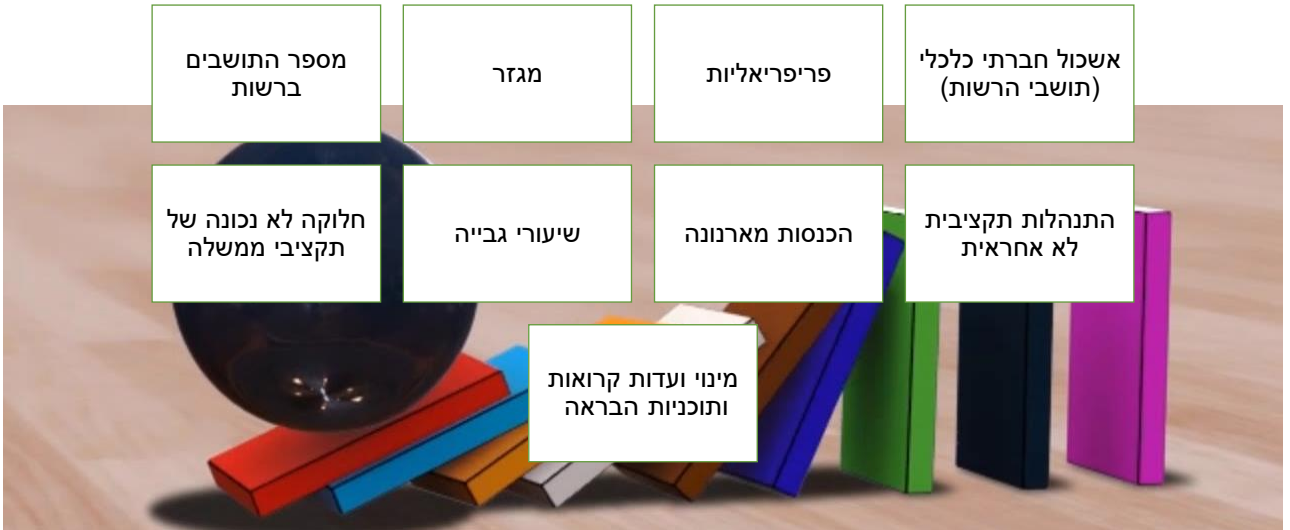 אשכול חברתי כלכלי
(תושבי הרשות)
פריפריאליות
מגזר
מספר התושבים
ברשות
התנהלות תקציבית
לא אחראית
הכנסות מארנונה
שיעורי גבייה
חלוקה לא נכונה של
תקציבי ממשלה
מינוי ועדות קרואות
ותוכניות הבראה